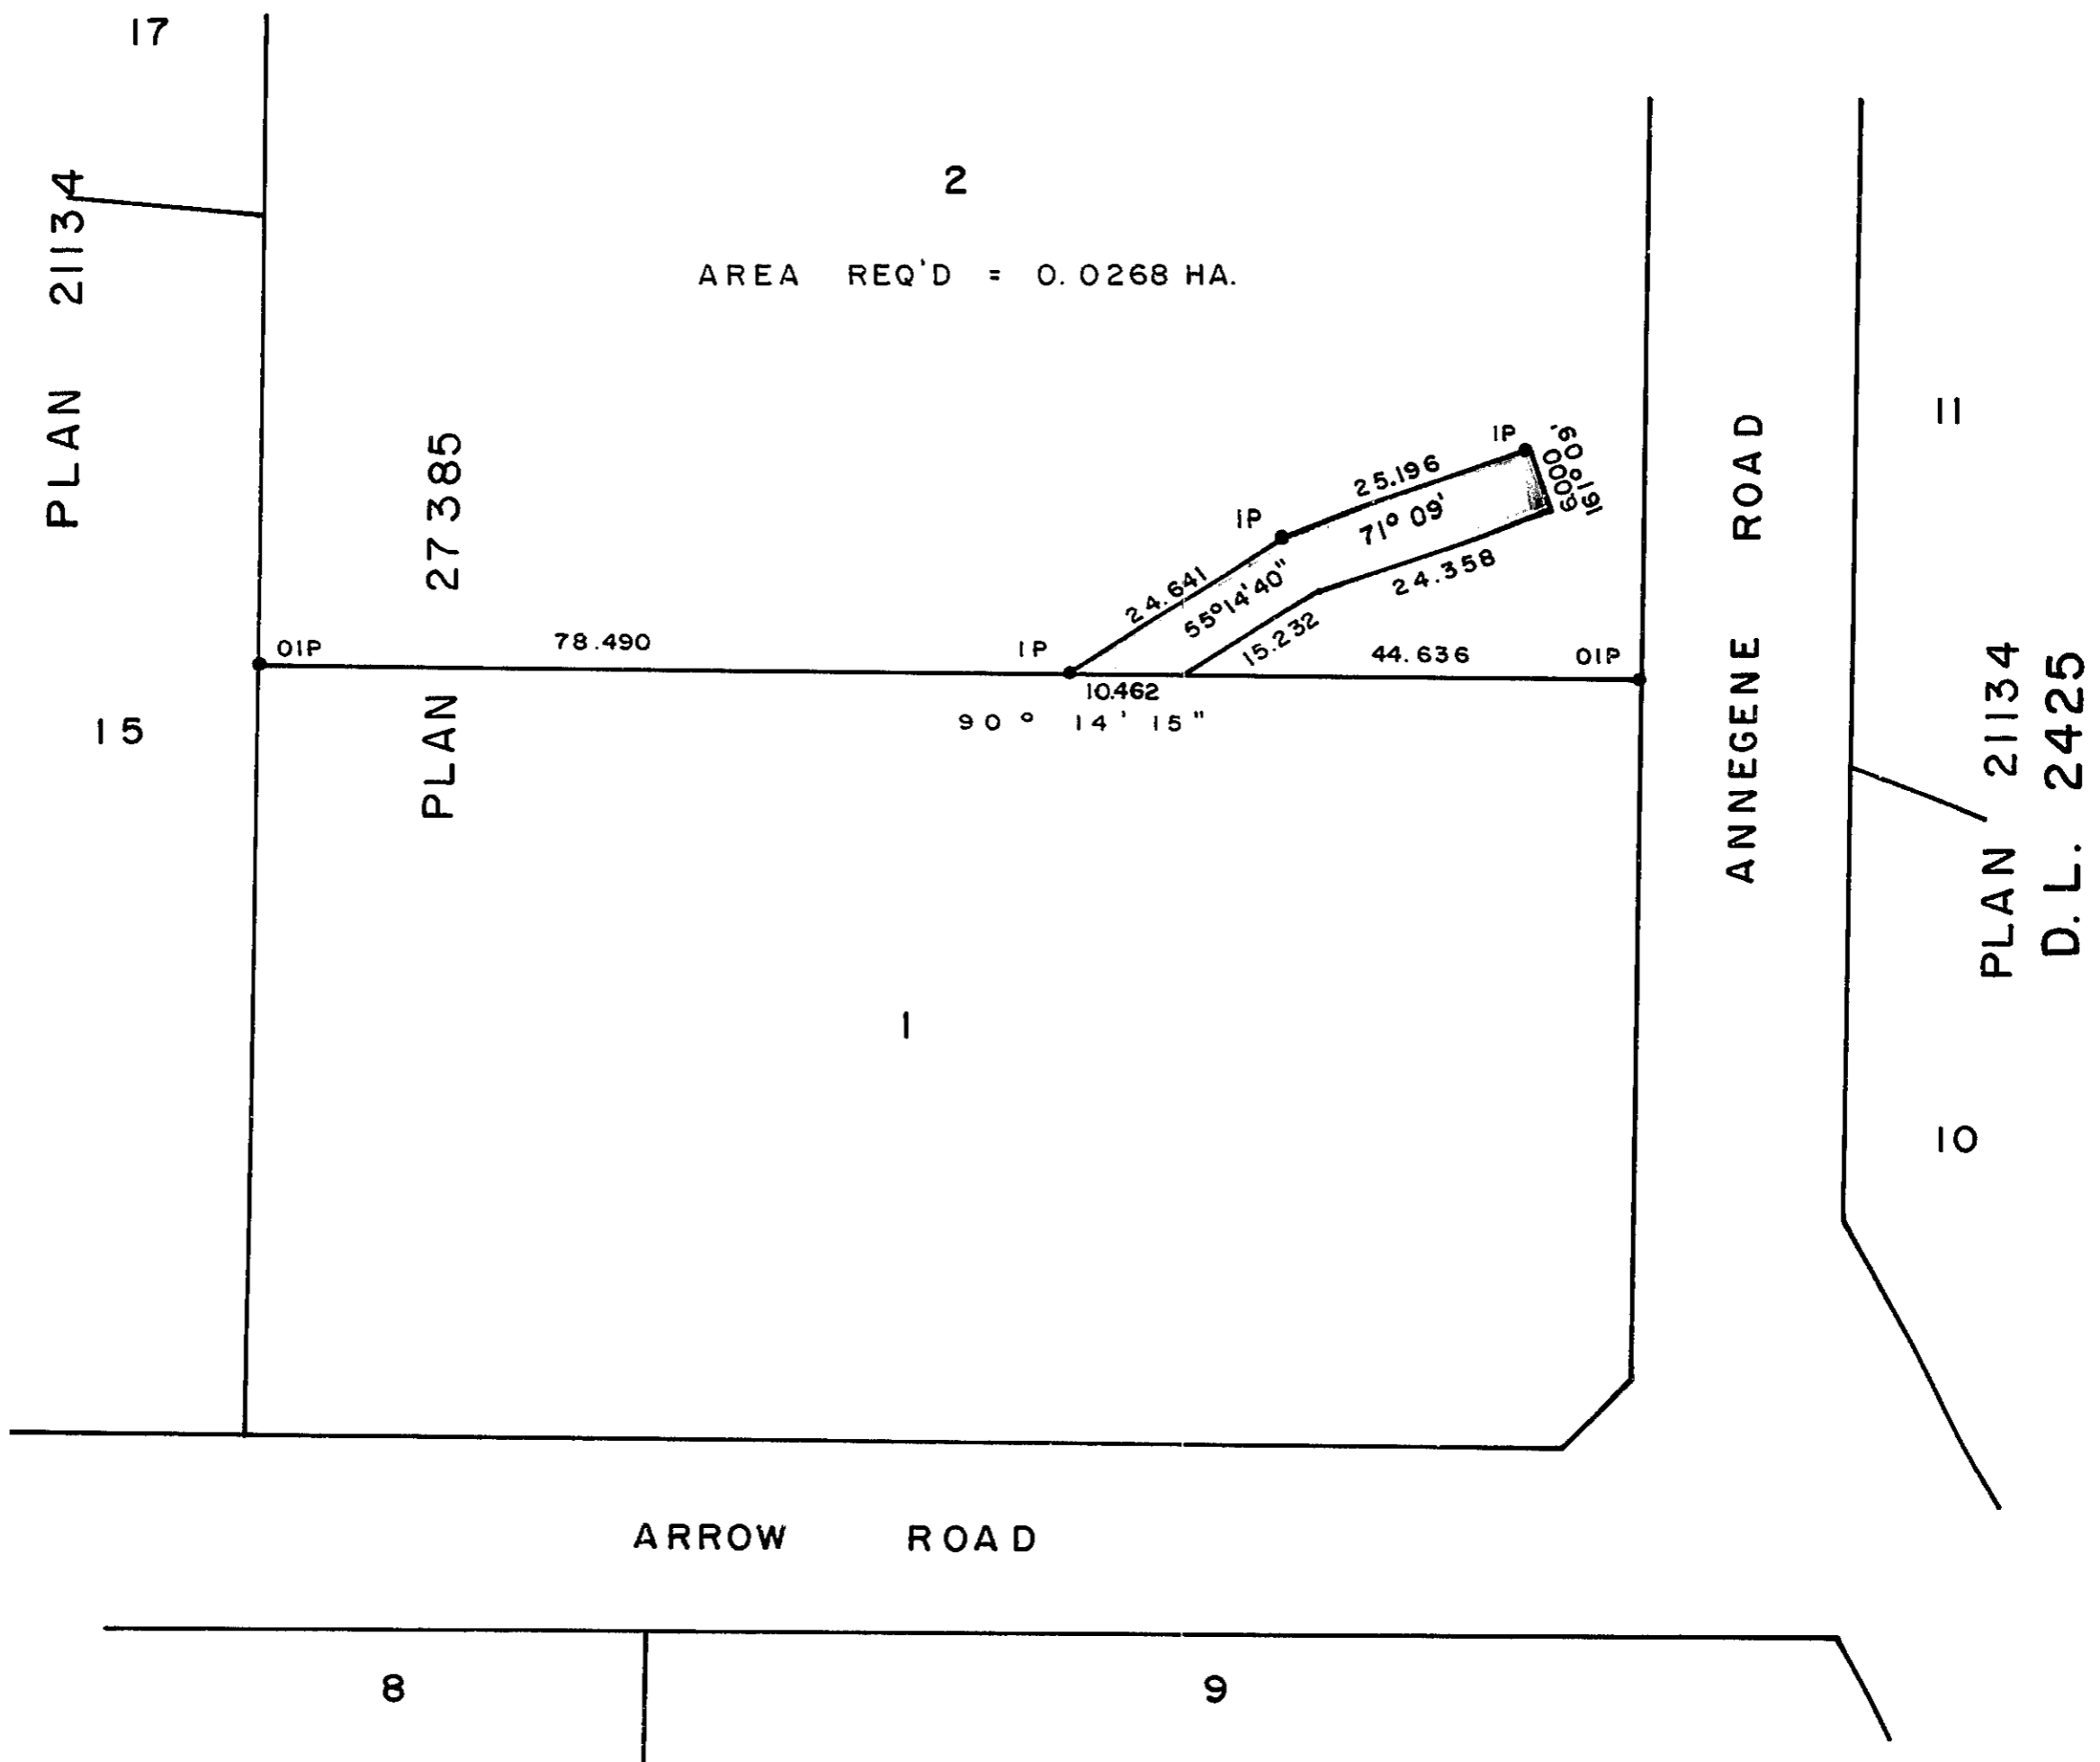 17
PLAN 21134
2
AREA REQ'D = 0.0268 HA.
PLAN 27385
11
ANNEGENE ROAD
IP
25.196
71° 09'
161° 09'
6.000
IP
24.641
55° 14' 40"
24.358
15.232
OIP
78.490
IP
10.462
44.636
OIP
90° 14' 15"
15
PLAN 21134
D.L. 2425
1
10
ARROW ROAD
8
9